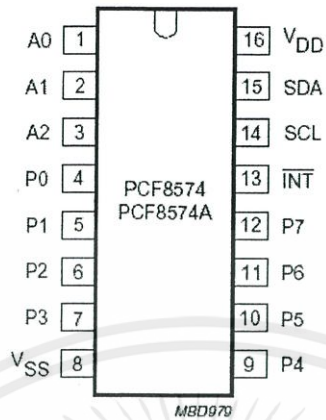 A0 1 16 VDD
A1 2 15 SDA
A2 3 14 SCL
P0 4 13 INT
PCF8574
PCF8574A
P1 5 12 P7
P2 6 11 P6
P3 7 10 P5
VSS 8 9 P4
MBD979